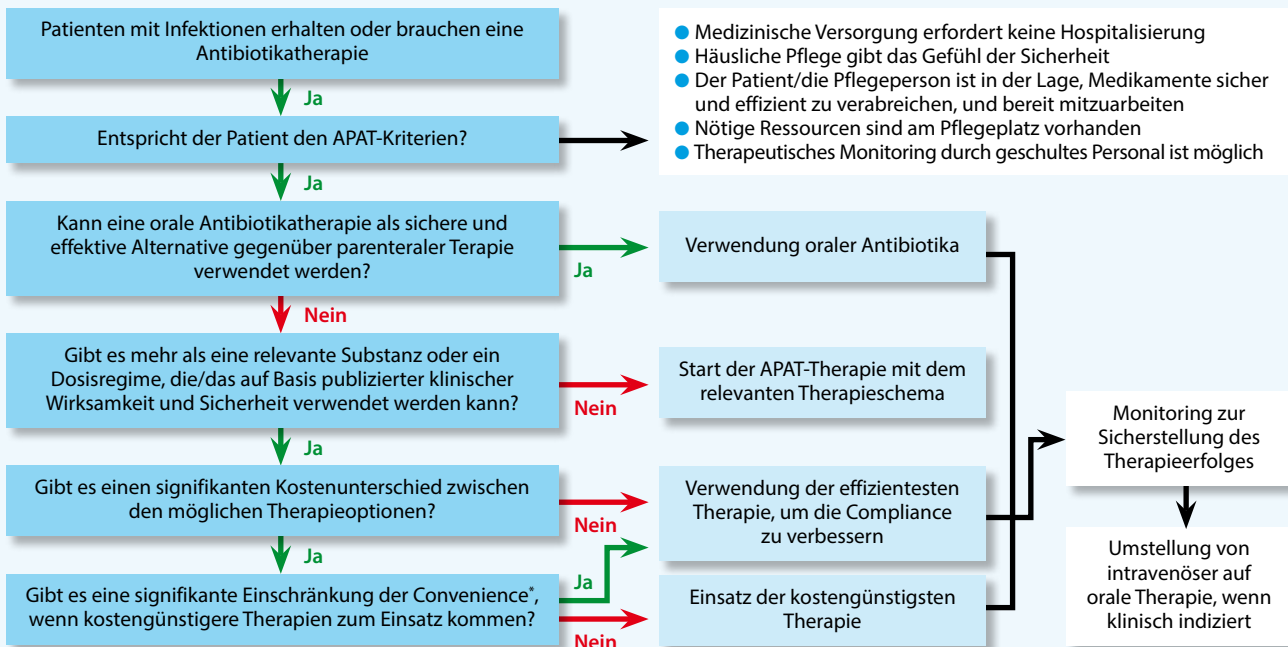 Patienten mit Infektionen erhalten oder brauchen eine
Antibiotikatherapie
Ja
Entspricht der Patient den APAT-Kriterien?
● Medizinische Versorgung erfordert keine Hospitalisierung
● Häusliche Pflege gibt das Gefühl der Sicherheit
● Der Patient/die Pflegeperson ist in der Lage, Medikamente sicher
und effizient zu verabreichen, und bereit mitzuarbeiten
● Nötige Ressourcen sind am Pflegeplatz vorhanden
● Therapeutisches Monitoring durch geschultes Personal ist möglich
Ja
Kann eine orale Antibiotikatherapie als sichere und
effektive Alternative gegenüber parenteraler Terapie
verwendet werden?
Ja
Verwendung oraler Antibiotika
Nein
Gibt es mehr als eine relevante Substanz oder ein
Dosisregime, die/das auf Basis publizierter klinischer
Wirksamkeit und Sicherheit verwendet werden kann?
Nein
Start der APAT-Therapie mit dem
relevanten Therapieschema
Ja
Gibt es einen signifikanten Kostenunterschied zwischen
den möglichen Therapieoptionen?
Nein
Verwendung der effizientesten
Therapie, um die Compliance
zu verbessern
Ja
Gibt es eine signifikante Einschränkung der Convenience*,
wenn kostengünstigere Therapien zum Einsatz kommen?
Ja
Nein
Einsatz der kostengünstigsten
Therapie
Monitoring zur
Sicherstellung des
Therapieerfolges
Umstellung von
intravenöser auf
orale Therapie, wenn
klinisch indiziert